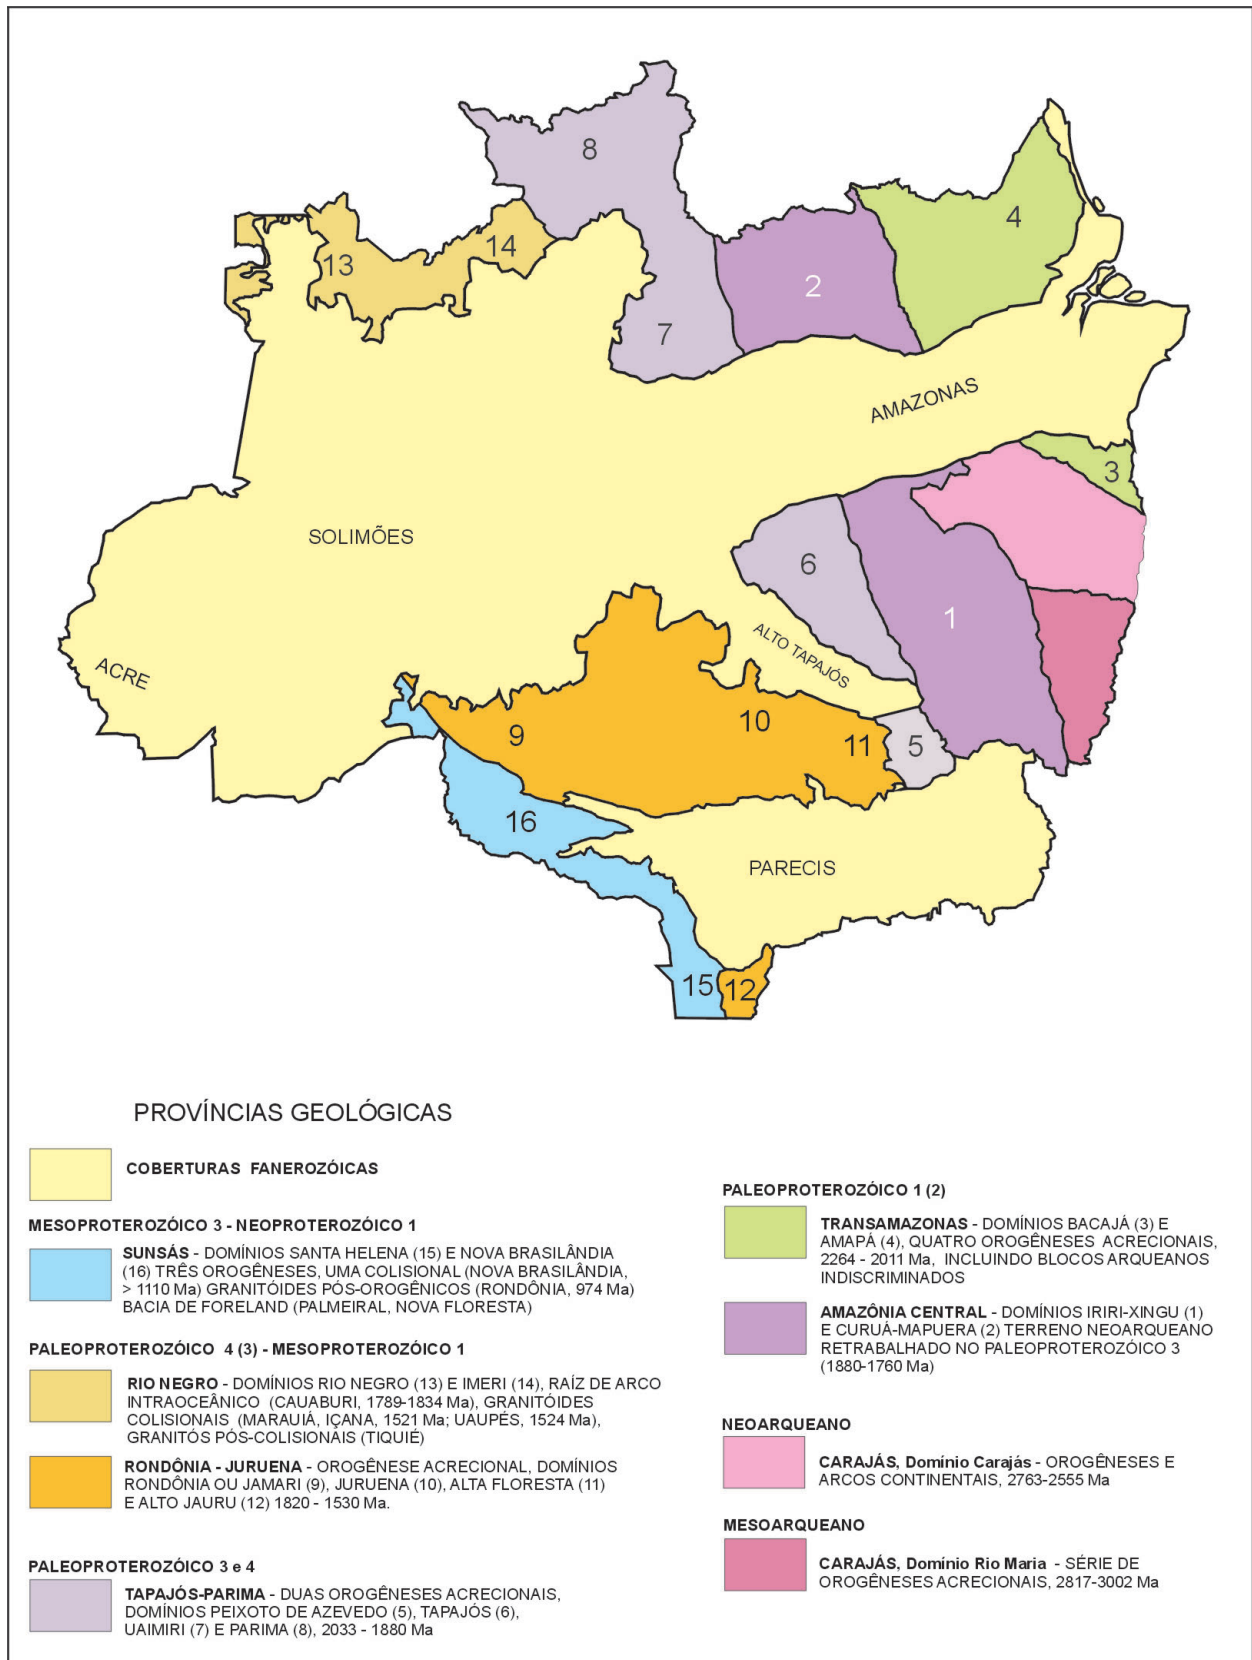 8
4
14
13
2
7
AMAZONAS
3
SOLIMÕES
6
1
ALTO TAPAJÓS
ACRE
10
9
11
5
16
PARECIS
15
12
PROVÍNCIAS GEOLÓGICAS
COBERTURAS FANEROZÓICAS
MESOPROTEROZÓICO 3 - NEOPROTEROZÓICO 1
SUNSÁS - DOMÍNIOS SANTA HELENA (15) E NOVA BRASILÂNDIA
(16) TRÊS OROGÊNESES, UMA COLISIONAL (NOVA BRASILÂNDIA,
> 1110 Ma) GRANITÓIDES PÓS-OROGÊNICOS (RONDÔNIA, 974 Ma)
BACIA DE FORELAND (PALMEIRAL, NOVA FLORESTA)
PALEOPROTEROZÓICO 4 (3) - MESOPROTEROZÓICO 1
RIO NEGRO - DOMÍNIOS RIO NEGRO (13) E IMERI (14), RAÍZ DE ARCO
INTRAOCEÂNICO (CAUABURI, 1789-1834 Ma), GRANITÓIDES
COLISIONAIS (MARAUIÁ, IÇANA, 1521 Ma; UAUPÉS, 1524 Ma),
GRANITÓS PÓS-COLISIONAIS (TIQUIÉ)
RONDÔNIA - JURUENA - OROGÊNESE ACRECIONAL, DOMÍNIOS
RONDÔNIA OU JAMARI (9), JURUENA (10), ALTA FLORESTA (11)
E ALTO JAURU (12) 1820 - 1530 Ma.
PALEOPROTEROZÓICO 3 e 4
TAPAJÓS-PARIMA - DUAS OROGÊNESES ACRECIONAIS,
DOMÍNIOS PEIXOTO DE AZEVEDO (5), TAPAJÓS (6),
UAIMIRI (7) E PARIMA (8), 2033 - 1880 Ma
PALEOPROTEROZÓICO 1 (2)
TRANSAMAZONAS - DOMÍNIOS BACAJÁ (3) E
AMAPÁ (4), QUATRO OROGÊNESES ACRECIONAIS,
2264 - 2011 Ma, INCLUINDO BLOCOS ARQUEANOS
INDISCRIMINADOS
AMAZÔNIA CENTRAL - DOMÍNIOS IRIRI-XINGU (1)
E CURUÁ-MAPUERA (2) TERRENO NEOARQUEANO
RETRABALHADO NO PALEOPROTEROZÓICO 3
(1880-1760 Ma)
NEOARQUEANO
CARAJÁS, Domínio Carajás - OROGÊNESES E
ARCOS CONTINENTAIS, 2763-2555 Ma
MESOARQUEANO
CARAJÁS, Domínio Rio Maria - SÉRIE DE
OROGÊNESES ACRECIONAIS, 2817-3002 Ma